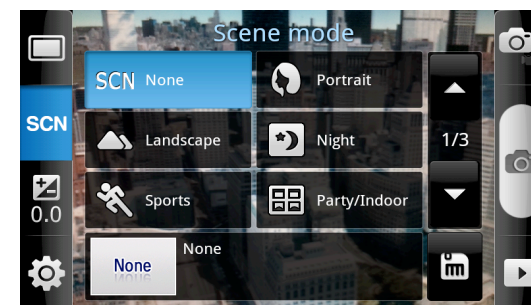 Scene mode
SCN None
Portrait
SCN
Landscape
Night
1/3
0.0
Sports
Party/Indoor
None
None